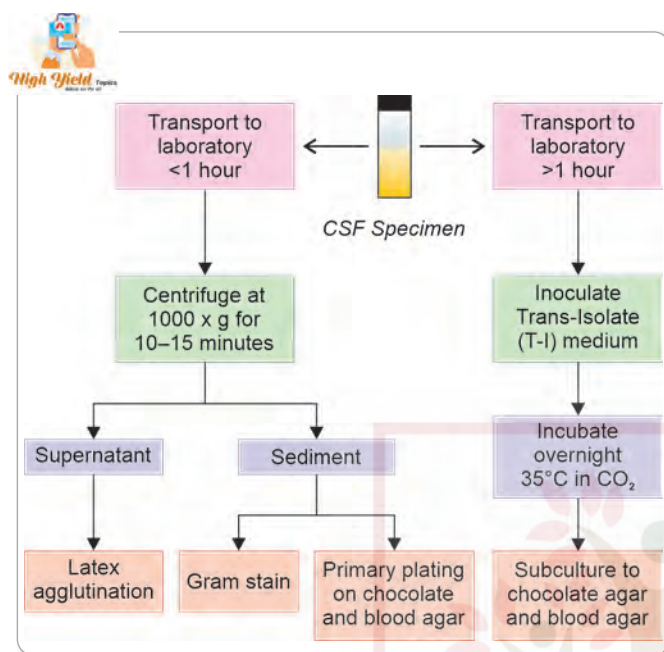 High Yield Topics
Transport to
laboratory
<1 hour
Transport to
laboratory
>1 hour
CSF Specimen
Centrifuge at
1000 x g for
10–15 minutes
Inoculate
Trans-Isolate
(T-I) medium
Supernatant
Sediment
Incubate
overnight
35°C in CO₂
Latex
agglutination
Gram stain
Primary plating
on chocolate
and blood agar
Subculture to
chocolate agar
and blood agar